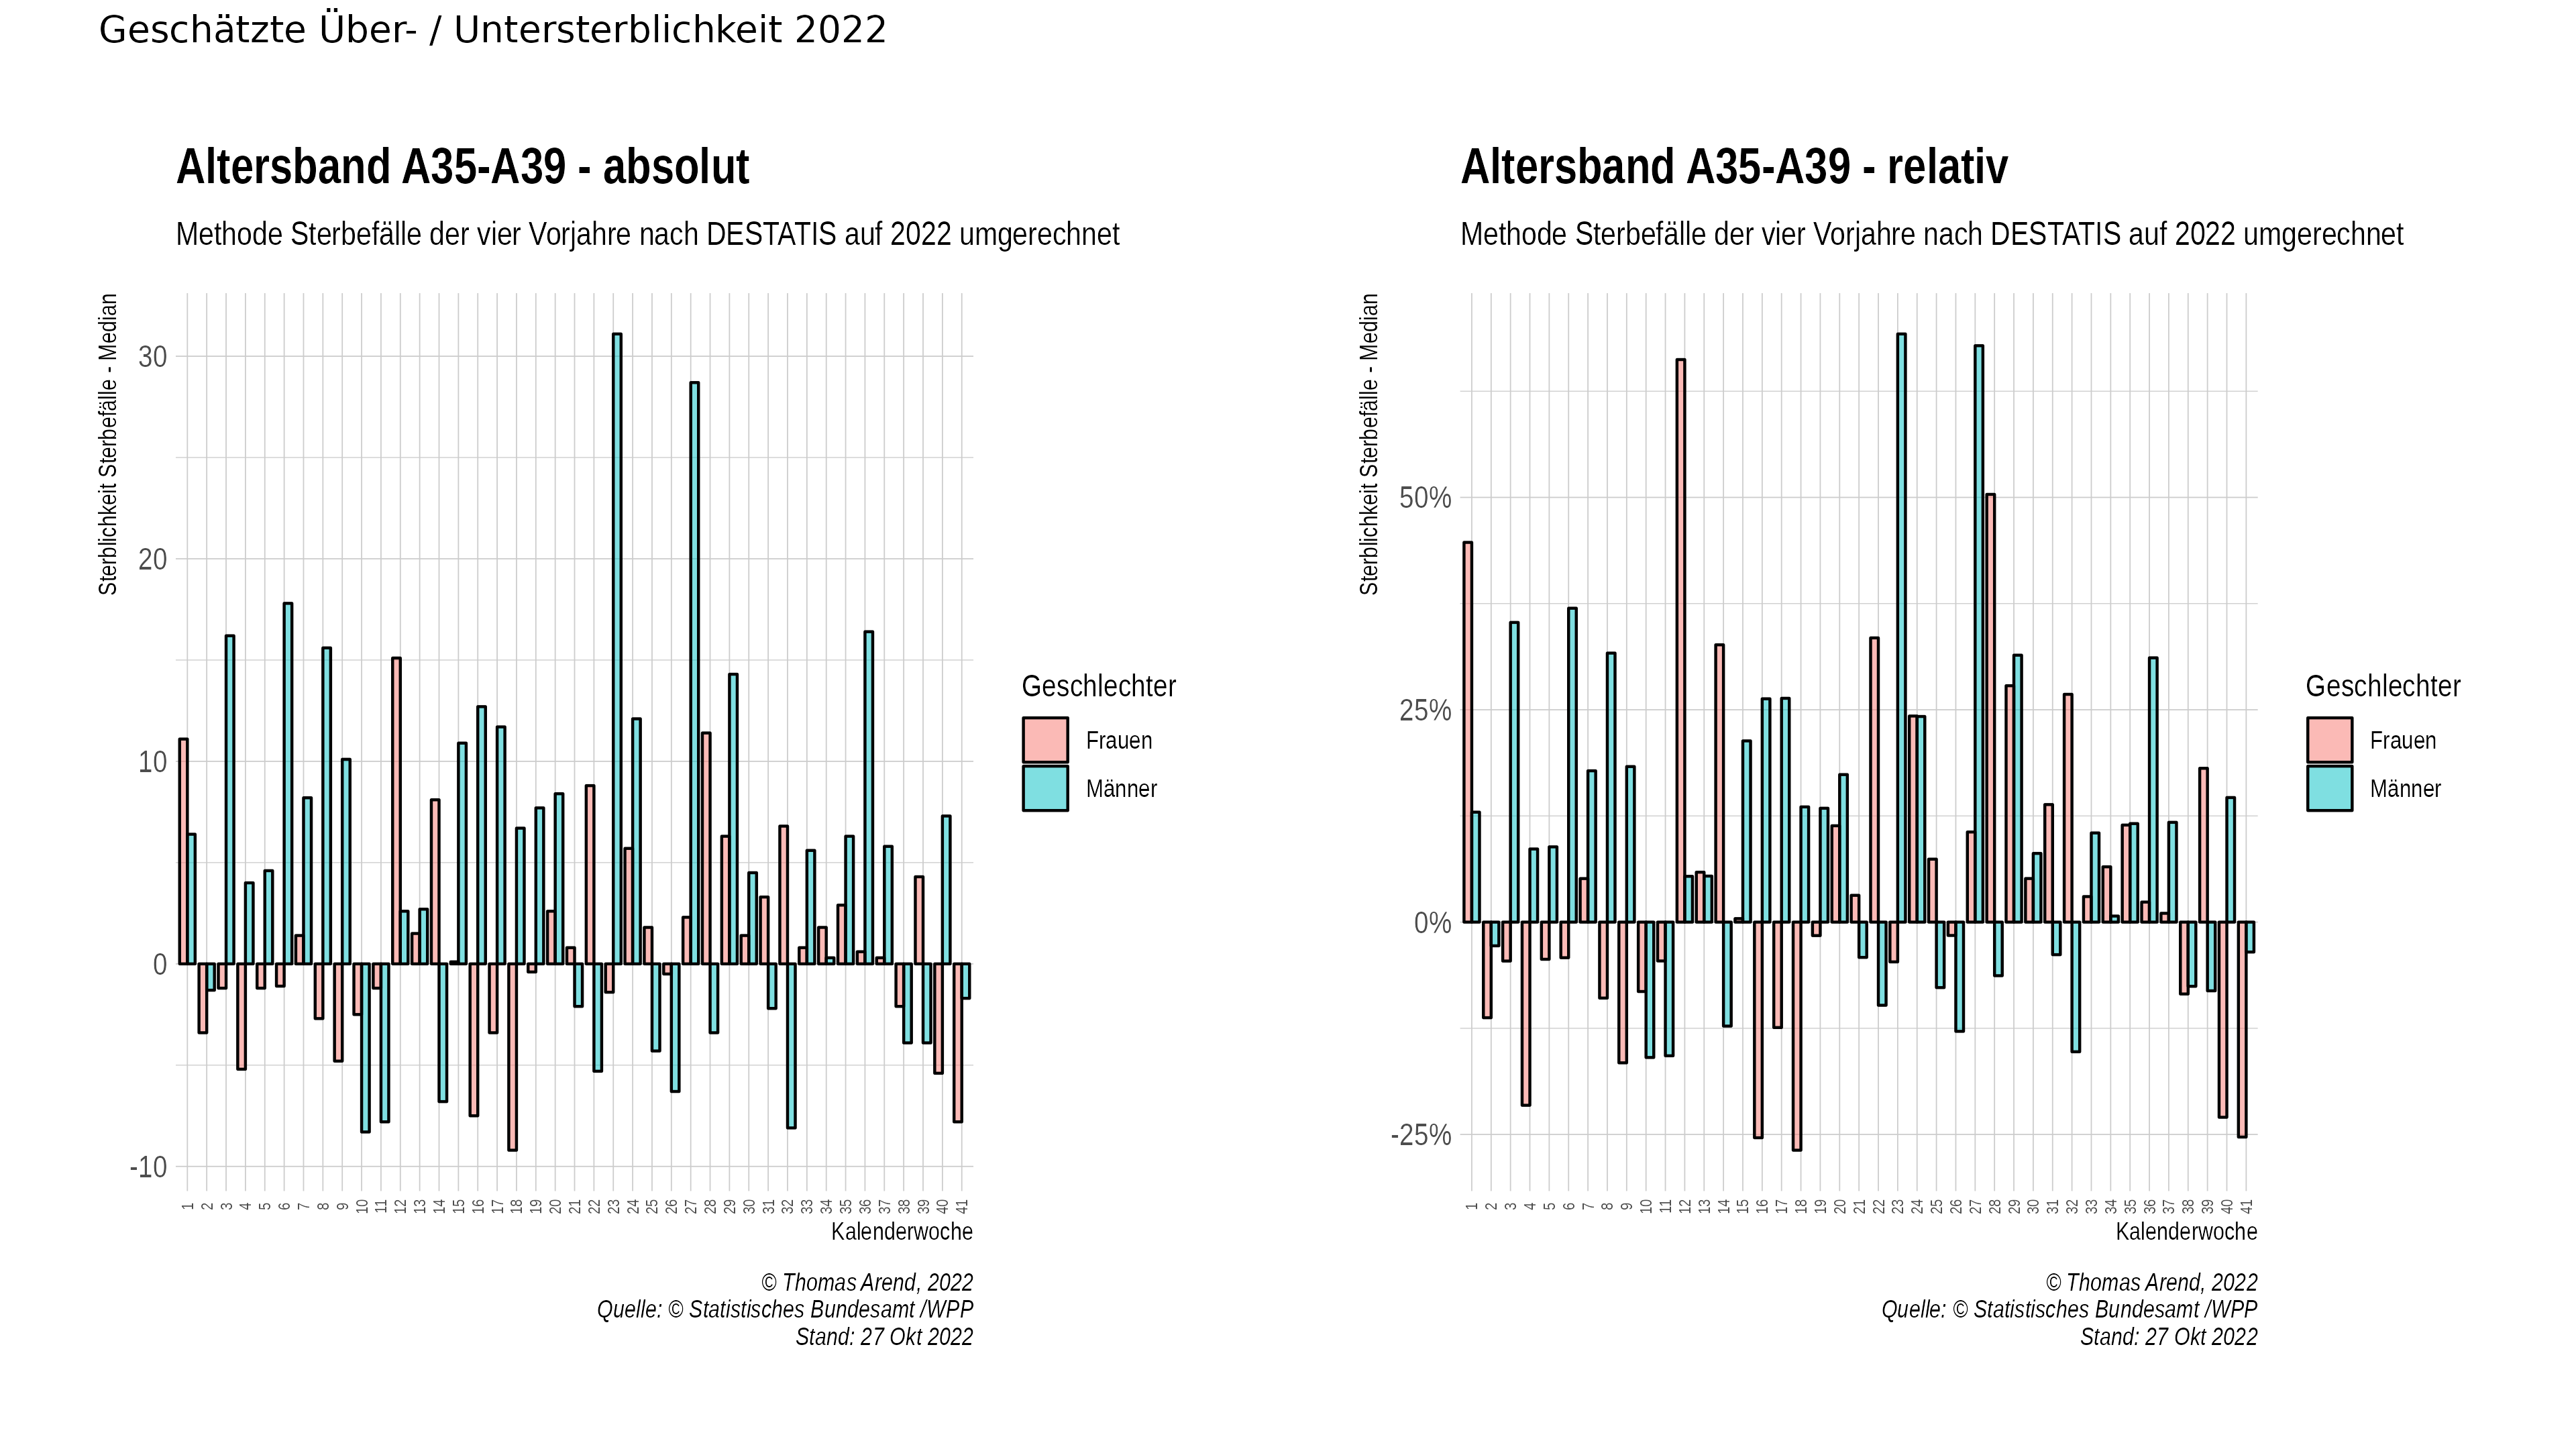 Geschätzte Über- / Untersterblichkeit 2022
Altersband A35-A39 - absolut
Methode Sterbefälle der vier Vorjahre nach DESTATIS auf 2022 umgerechnet
Sterblichkeit Sterbefälle - Median
30
20
10
0
-10
1 2 3 4 5 6 7 8 9 10 11 12 13 14 15 16 17 18 19 20 21 22 23 24 25 26 27 28 29 30 31 32 33 34 35 36 37 38 39 40 41
Kalenderwoche
Geschlechter
Frauen
Männer
© Thomas Arend, 2022
Quelle: © Statistisches Bundesamt /WPP
Stand: 27 Okt 2022
Altersband A35-A39 - relativ
Methode Sterbefälle der vier Vorjahre nach DESTATIS auf 2022 umgerechnet
Sterblichkeit Sterbefälle - Median
50%
25%
0%
-25%
1 2 3 4 5 6 7 8 9 10 11 12 13 14 15 16 17 18 19 20 21 22 23 24 25 26 27 28 29 30 31 32 33 34 35 36 37 38 39 40 41
Kalenderwoche
Geschlechter
Frauen
Männer
© Thomas Arend, 2022
Quelle: © Statistisches Bundesamt /WPP
Stand: 27 Okt 2022